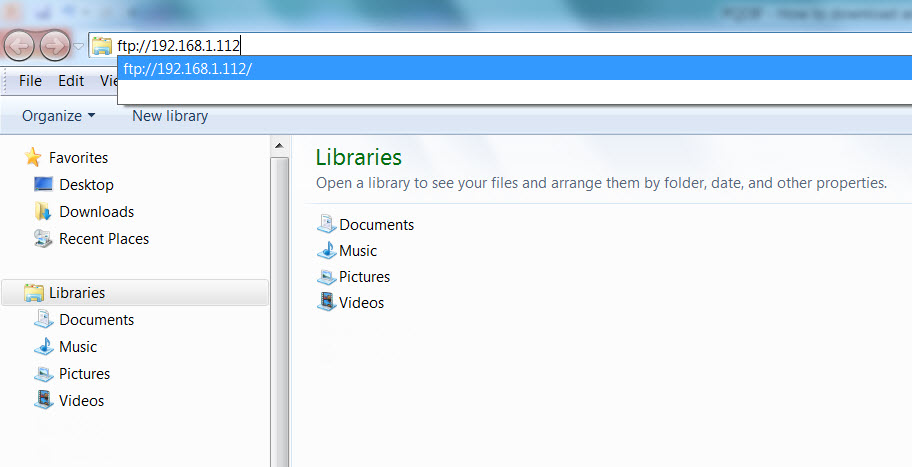 How to download a
ftp://192.168.1.112
ftp://192.168.1.112/
File Edit Vie
Organize New library
Favorites
Desktop
Downloads
Recent Places
Libraries
Documents
Music
Pictures
Videos
Libraries
Open a library to see your files and arrange them by folder, date, and other properties.
Documents
Music
Pictures
Videos